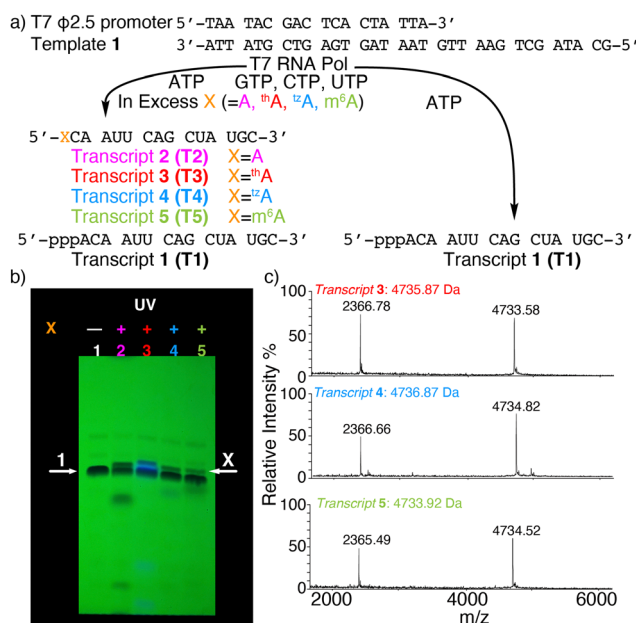 a) T7 φ2.5 promoter 5′-TAA TACGAC TCA CTA TTA-3′
Template 1 3′-ATT ATG CTG AGT GAT AAT GTT AAG TCG ATA CG-5′
T7 RNA Pol
ATP GTP, CTP, UTP ATP
In Excess X (=A, ᵗʰA, ᵗᶻA, m⁶A)
5′-XCA AUU CAG CUA UGC-3′
Transcript 2 (T2) X=A
Transcript 3 (T3) X=ᵗʰA
Transcript 4 (T4) X=ᵗᶻA
Transcript 5 (T5) X=m⁶A
5′-pppACA AUU CAG CUA UGC-3′ 5′-pppACA AUU CAG CUA UGC-3′
Transcript 1 (T1) Transcript 1 (T1)
b)
UV
X — + + + +
1 2 3 4 5
1 X
c)
Relative Intensity %
Transcript 3: 4735.87 Da
100
50
0
2366.78 4733.58
Transcript 4: 4736.87 Da
100
50
0
2366.66 4734.82
Transcript 5: 4733.92 Da
100
50
0
2365.49 4734.52
2000 4000 6000
m/z